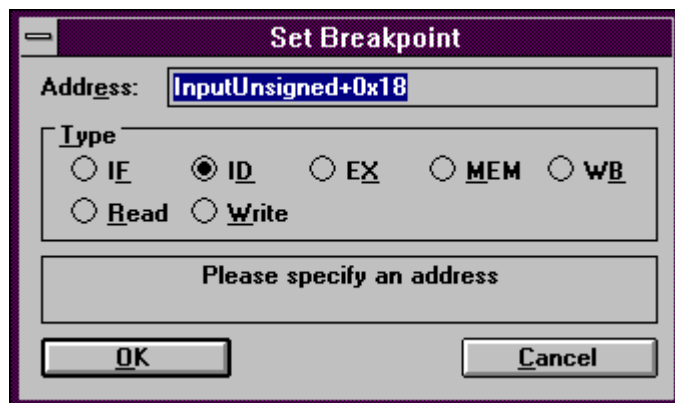 Set Breakpoint
Address: InputUnsigned+0x18
Type
IF ID EX MEM WB
Read Write
Please specify an address
OK Cancel